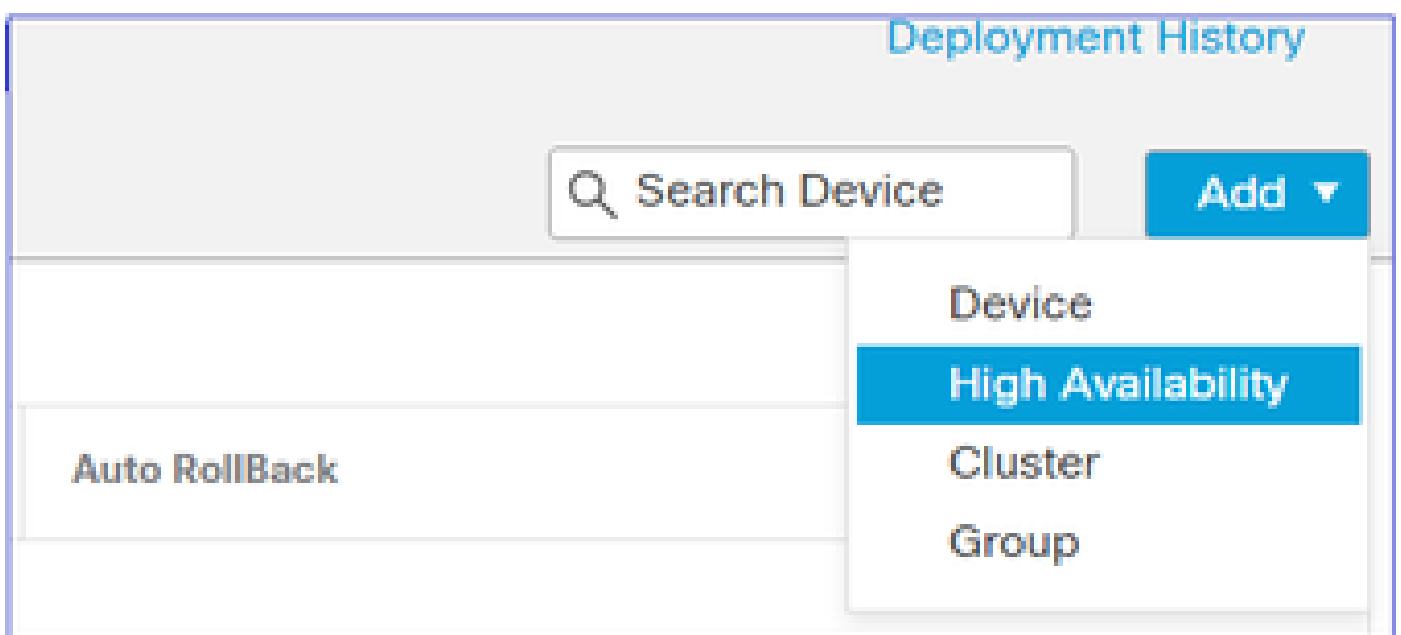 Deployment History
Search Device
Add
Device
High Availability
Cluster
Group
Auto RollBack